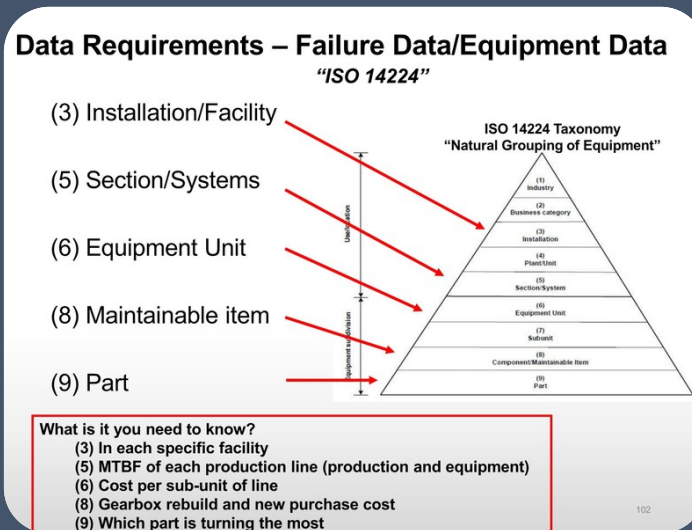 Data Requirements – Failure Data/Equipment Data
“ISO 14224”
(3) Installation/Facility
(5) Section/Systems
(6) Equipment Unit
(8) Maintainable item
(9) Part
ISO 14224 Taxonomy
“Natural Grouping of Equipment”
Use/location
Equipment subdivision
(1)
Industry
(2)
Business category
(3)
Installation
(4)
Plant/Unit
(5)
Section/System
(6)
Equipment Unit
(7)
Subunit
(8)
Component/Maintainable Item
(9)
Part
What is it you need to know?
(3) In each specific facility
(5) MTBF of each production line (production and equipment)
(6) Cost per sub-unit of line
(8) Gearbox rebuild and new purchase cost
(9) Which part is turning the most
102